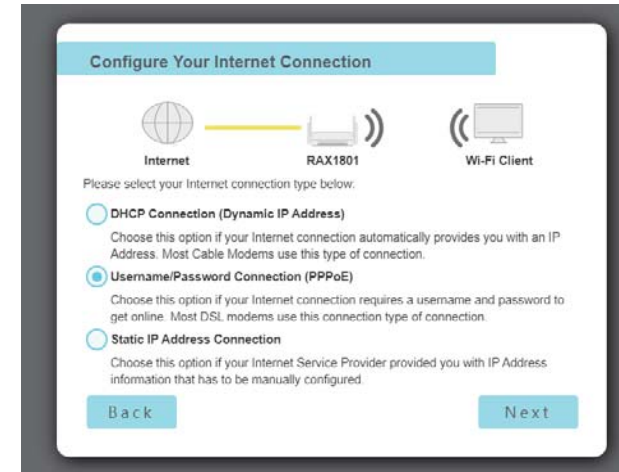 Configure Your Internet Connection
Internet
RAX1801
Wi-Fi Client
Please select your Internet connection type below:
DHCP Connection (Dynamic IP Address)
Choose this option if your Internet connection automatically provides you with an IP
Address. Most Cable Modems use this type of connection.
Username/Password Connection (PPPoE)
Choose this option if your Internet connection requires a username and password to
get online. Most DSL modems use this connection type of connection.
Static IP Address Connection
Choose this option if your Internet Service Provider provided you with IP Address
information that has to be manually configured.
Back
Next